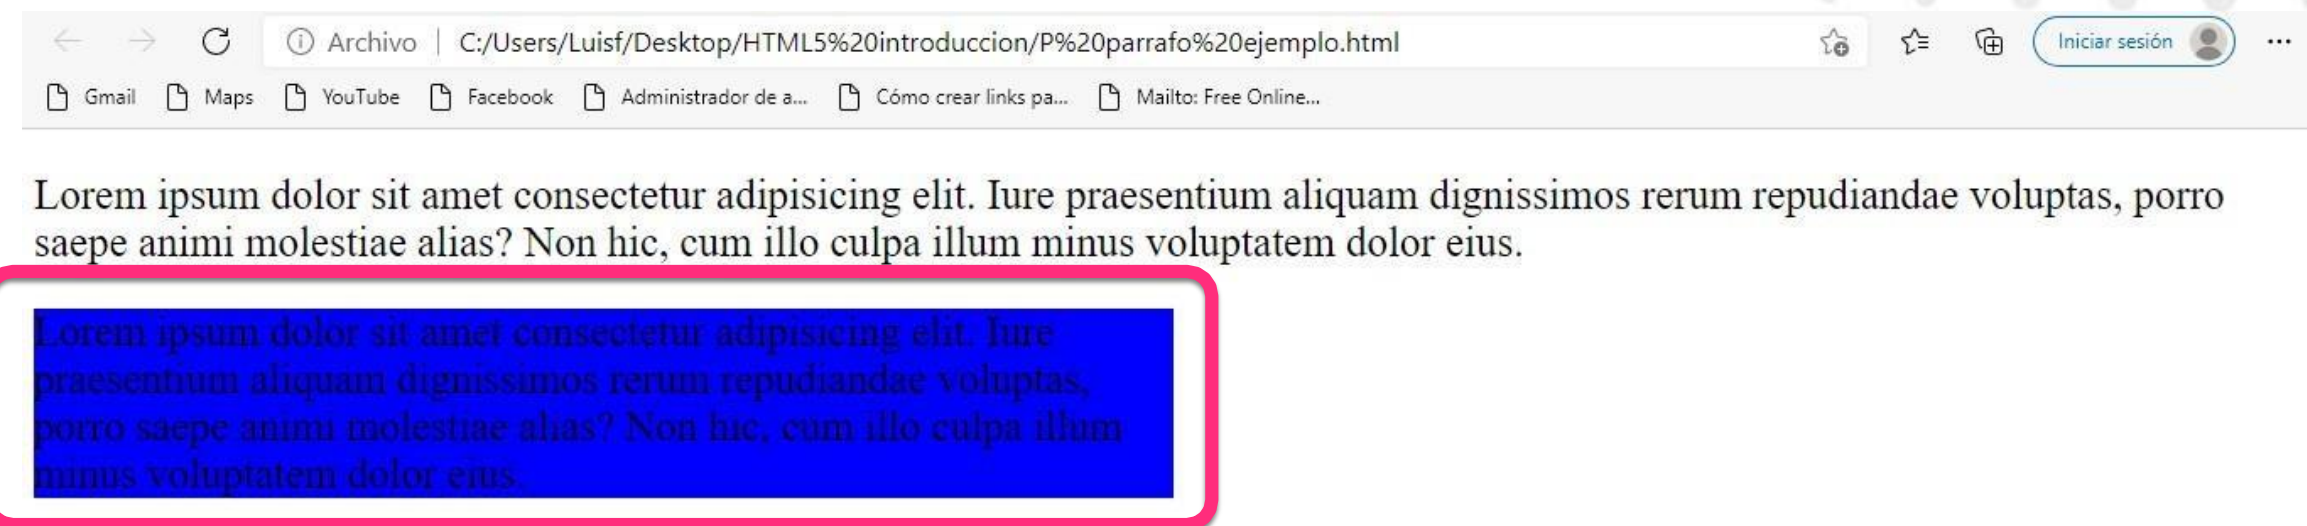 Archivo | C:/Users/Luisf/Desktop/HTML5%20introduccion/P%20parrafo%20ejemplo.html Iniciar sesión
Gmail Maps YouTube Facebook Administrador de a... Cómo crear links pa... Mailto: Free Online...
Lorem ipsum dolor sit amet consectetur adipisicing elit. Iure praesentium aliquam dignissimos rerum repudiandae voluptas, porro
saepe animi molestiae alias? Non hic, cum illo culpa illum minus voluptatem dolor eius.
Lorem ipsum dolor sit amet consectetur adipisicing elit. Iure
praesentium aliquam dignissimos rerum repudiandae voluptas,
porro saepe animi molestiae alias? Non hic, cum illo culpa illum
minus voluptatem dolor eius.